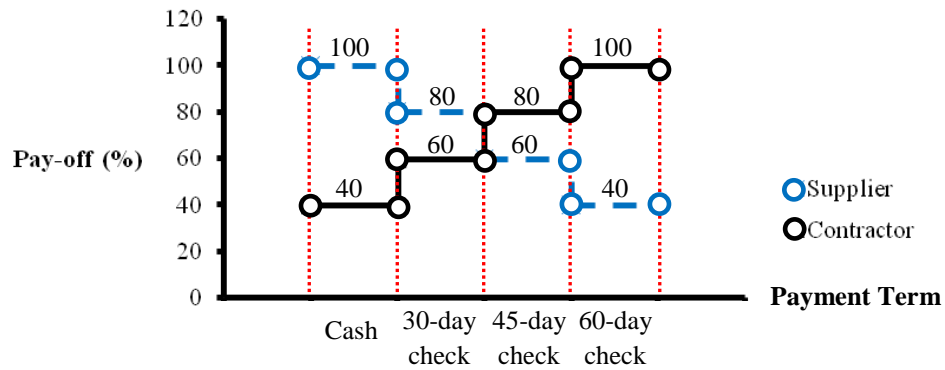 120
100
80
60
40
20
0
Pay-off (%)
100
80
60
40
40
60
80
100
Supplier
Contractor
Payment Term
Cash
30-day
check
45-day
check
60-day
check